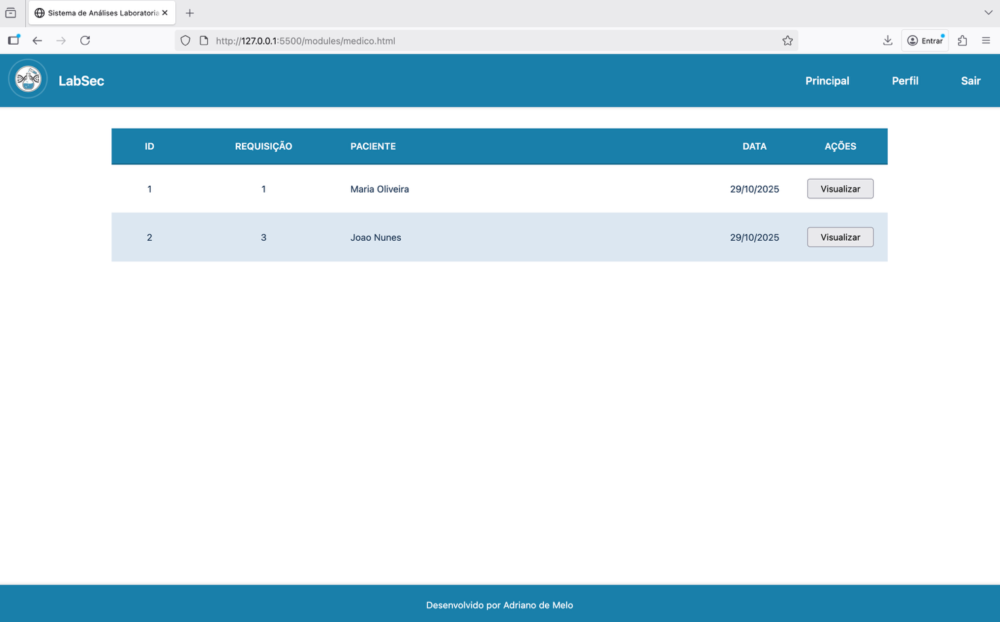 Sistema de Análises Laboratoria
http://127.0.0.1:5500/modules/medico.html
Entrar
LabSec
Principal Perfil Sair
ID REQUISIÇÃO PACIENTE DATA AÇÕES
1 1 Maria Oliveira 29/10/2025 Visualizar
2 3 Joao Nunes 29/10/2025 Visualizar
Desenvolvido por Adriano de Melo